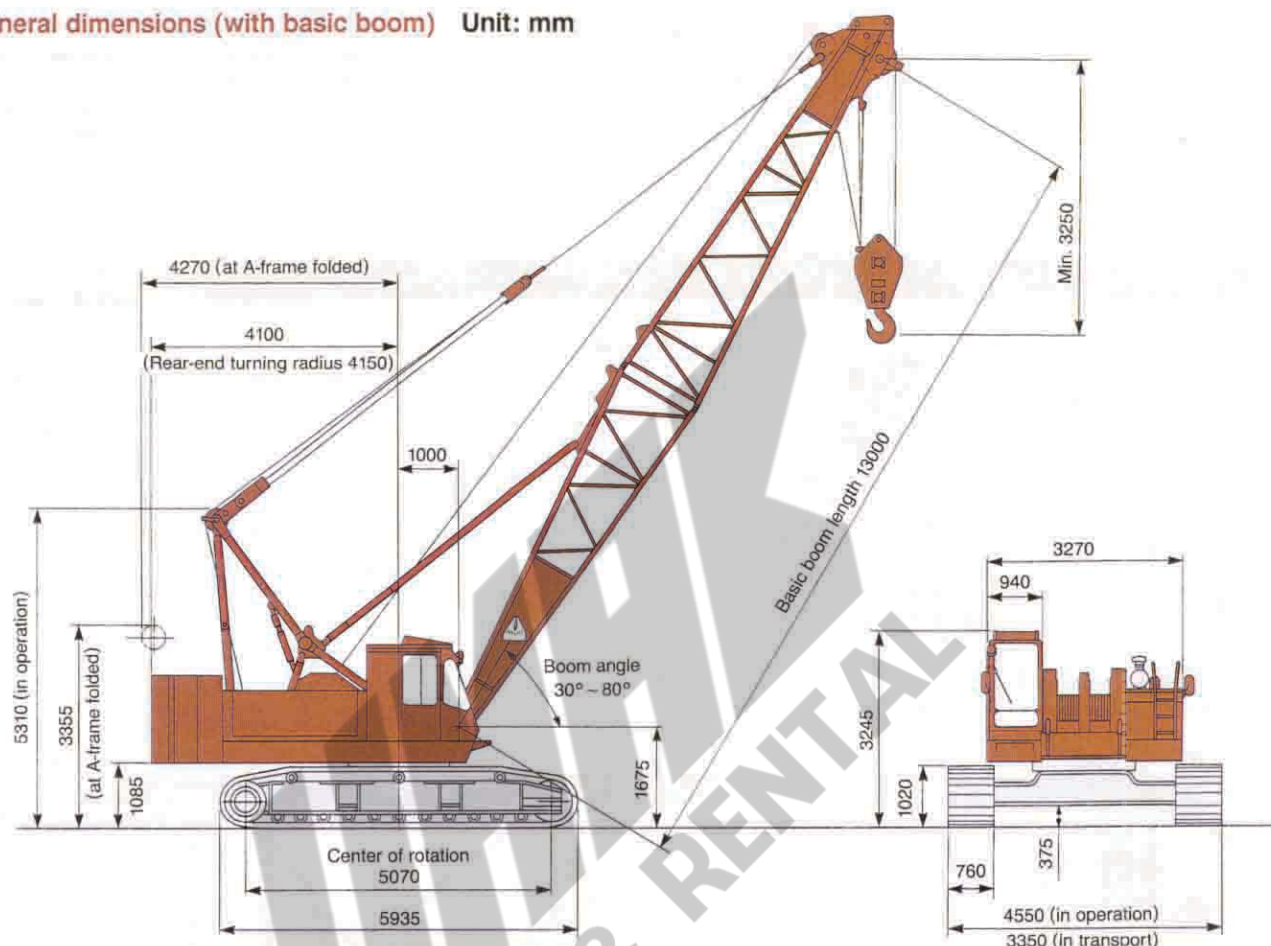 neral dimensions (with basic boom) Unit: mm
4270 (at A-frame folded)
4100
(Rear-end turning radius 4150)
1000
Min. 3250
Basic boom length 13000
5310 (in operation)
3355
(at A-frame folded)
1085
Boom angle
30° ~ 80°
1675
Center of rotation
5070
5935
3270
940
3245
1020
375
760
4550 (in operation)
3350 (in transport)
RENTAL